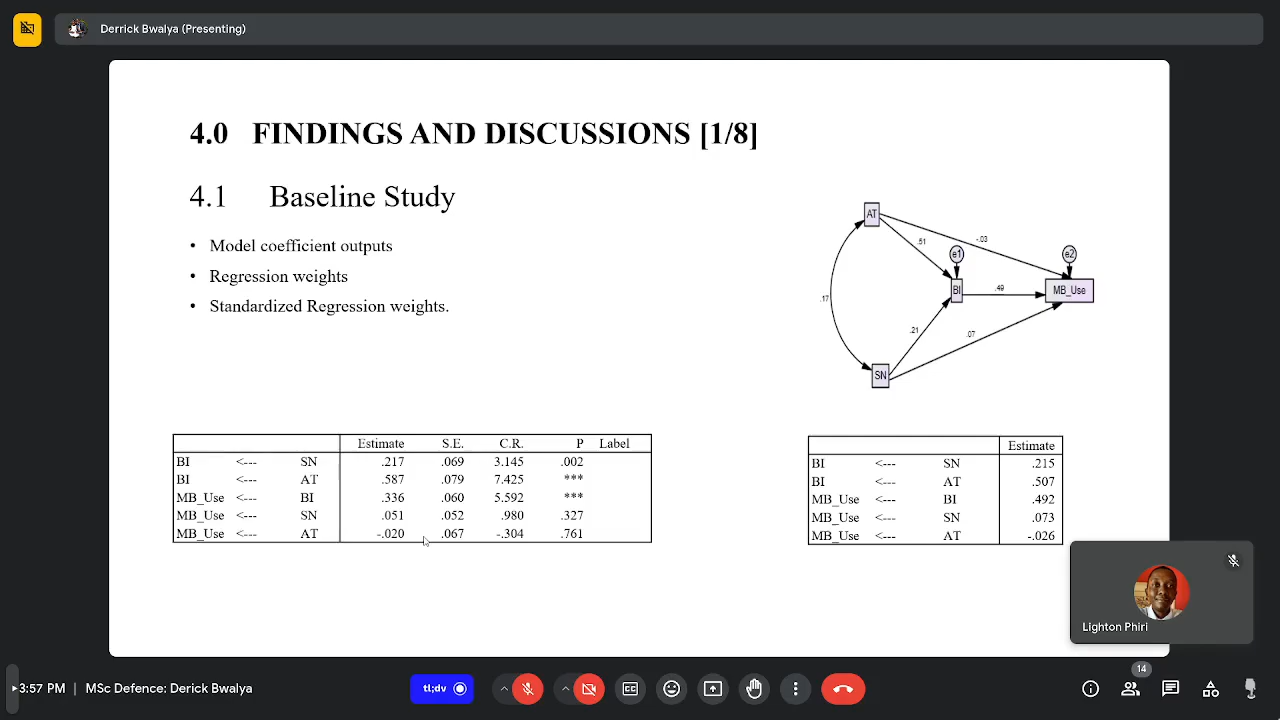 Derrick Bwalya (Presenting)
4.0 FINDINGS AND DISCUSSIONS [1/8]
4.1 Baseline Study
• Model coefficient outputs
• Regression weights
• Standardized Regression weights.
AT
.51
-.03
e1
e2
.17
BI
.49
MB_Use
.21
.07
SN
Estimate S.E. C.R. P Label
BI <--- SN .217 .069 3.145 .002
BI <--- AT .587 .079 7.425 ***
MB_Use <--- BI .336 .060 5.592 ***
MB_Use <--- SN .051 .052 .980 .327
MB_Use <--- AT -.020 .067 -.304 .761
Estimate
BI <--- SN .215
BI <--- AT .507
MB_Use <--- BI .492
MB_Use <--- SN .073
MB_Use <--- AT -.026
Lighton Phiri
3:57 PM | MSc Defence: Derick Bwalya
tl;dv
CC
14